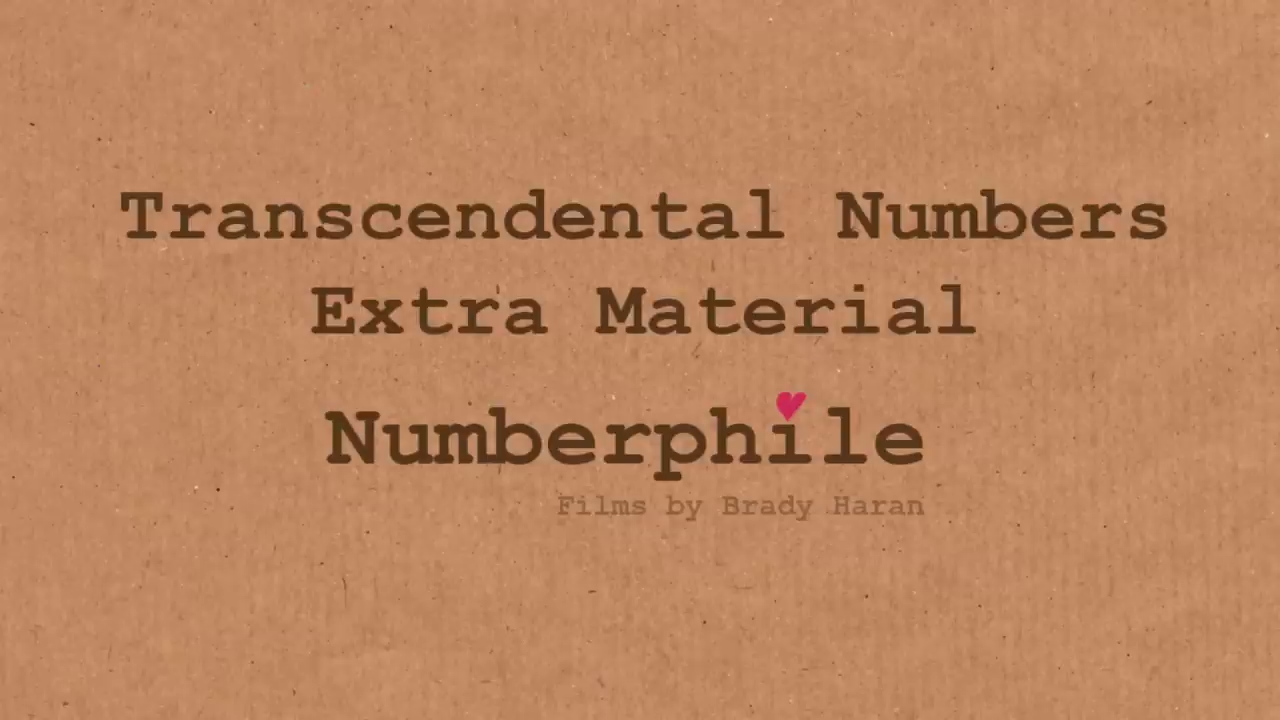 Transcendental Numbers
Extra Material
Numberphile
Films by Brady Haran